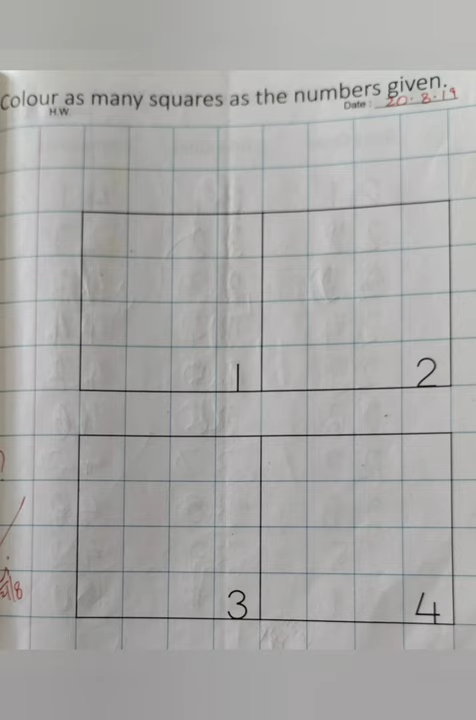 Colour as many squares as the numbers given.
H.W.
Date : 20.8.19
1
2
3
4